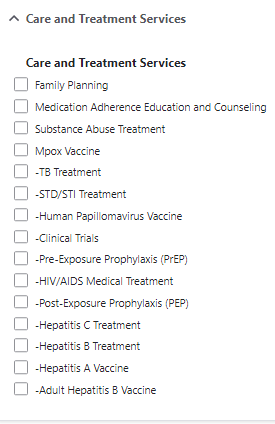 Care and Treatment Services
Care and Treatment Services
Family Planning
Medication Adherence Education and Counseling
Substance Abuse Treatment
Mpox Vaccine
-TB Treatment
-STD/STI Treatment
-Human Papillomavirus Vaccine
-Clinical Trials
-Pre-Exposure Prophylaxis (PrEP)
-HIV/AIDS Medical Treatment
-Post-Exposure Prophylaxis (PEP)
-Hepatitis C Treatment
-Hepatitis B Treatment
-Hepatitis A Vaccine
-Adult Hepatitis B Vaccine